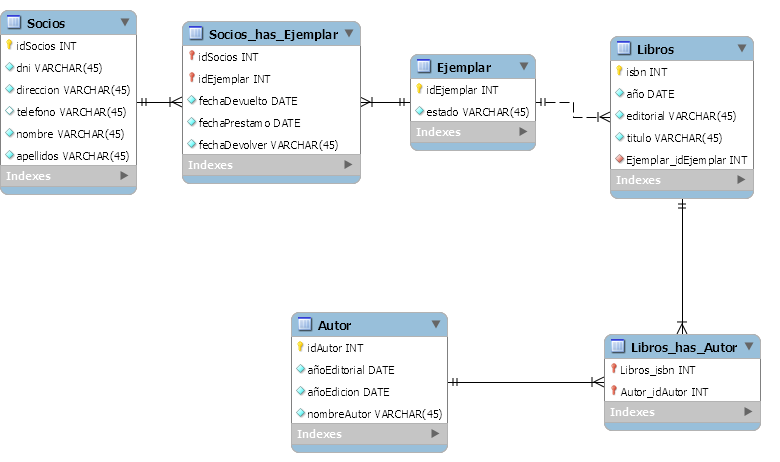 Socios
idSocios INT
dni VARCHAR(45)
direccion VARCHAR(45)
telefono VARCHAR(45)
nombre VARCHAR(45)
apellidos VARCHAR(45)
Indexes
Socios_has_Ejemplar
idSocios INT
idEjemplar INT
fechaDevuelto DATE
fechaPrestamo DATE
fechaDevolver VARCHAR(45)
Indexes
Ejemplar
idEjemplar INT
estado VARCHAR(45)
Indexes
Libros
isbn INT
año DATE
editorial VARCHAR(45)
titulo VARCHAR(45)
Ejemplar_idEjemplar INT
Indexes
Autor
idAutor INT
añoEditorial DATE
añoEdicion DATE
nombreAutor VARCHAR(45)
Indexes
Libros_has_Autor
Libros_isbn INT
Autor_idAutor INT
Indexes